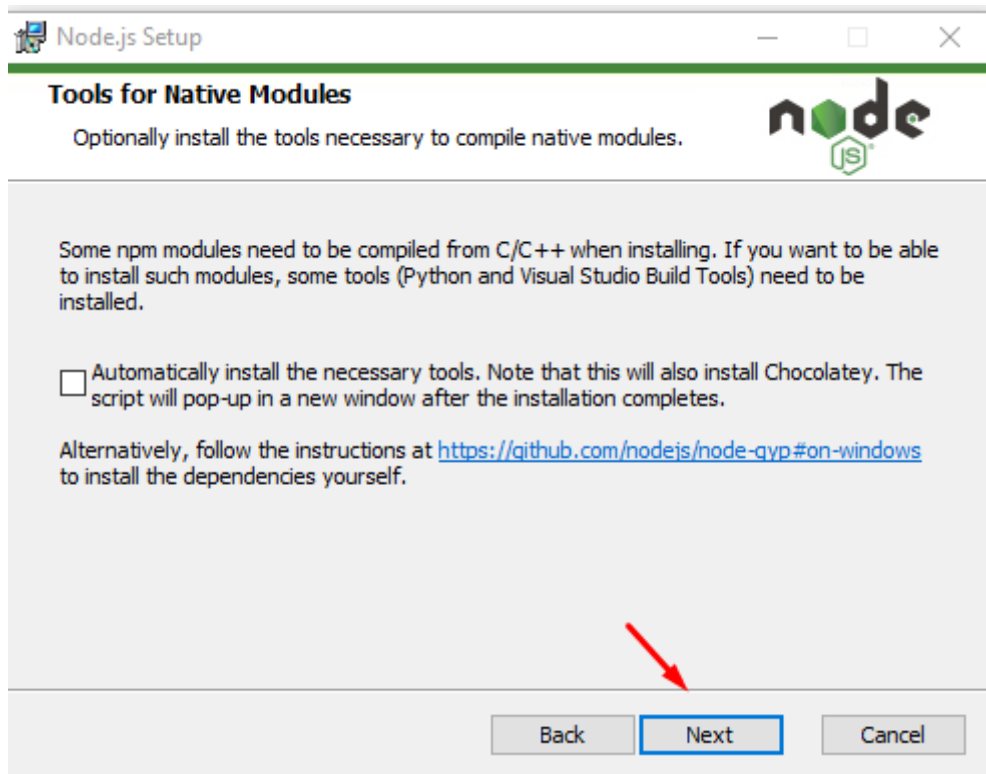 Node.js Setup
Tools for Native Modules
Optionally install the tools necessary to compile native modules.
node
JS
Some npm modules need to be compiled from C/C++ when installing. If you want to be able
to install such modules, some tools (Python and Visual Studio Build Tools) need to be
installed.
Automatically install the necessary tools. Note that this will also install Chocolatey. The
script will pop-up in a new window after the installation completes.
Alternatively, follow the instructions at https://github.com/nodejs/node-gyp#on-windows
to install the dependencies yourself.
Back Next Cancel